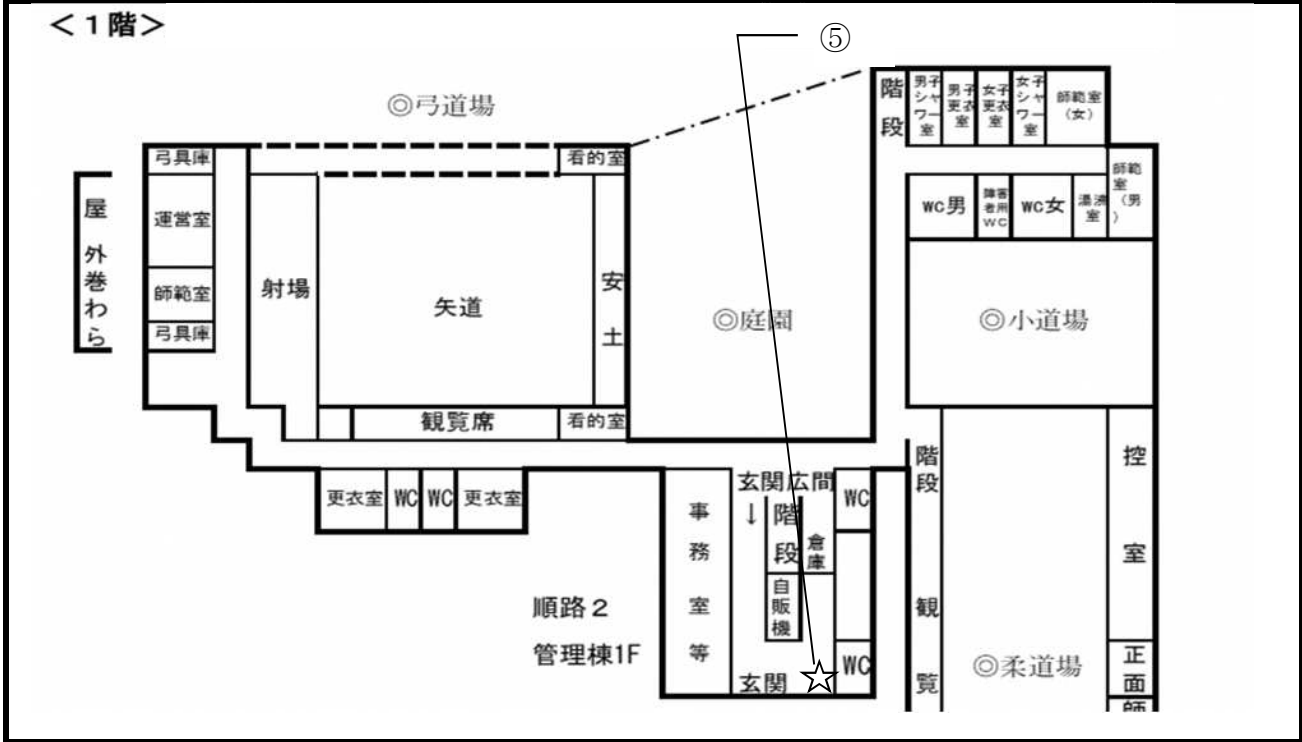 ＜１階＞
⑤
◎弓道場
階段
男子シャワー室
男子更衣室
女子更衣室
女子シャワー室
師範室（女）
弓具庫
看的室
師範室（男）
屋外巻わら
運営室
WC男
障害者用WC
WC女
湯沸室
師範室
弓具庫
射場
矢道
安土
◎庭園
◎小道場
観覧席
看的室
更衣室
WC
WC
更衣室
事務室等
玄関広間
↓
階段
倉庫
WC
自販機
階段
控室
順路２
管理棟1F
玄関
☆
WC
観覧
◎柔道場
正面